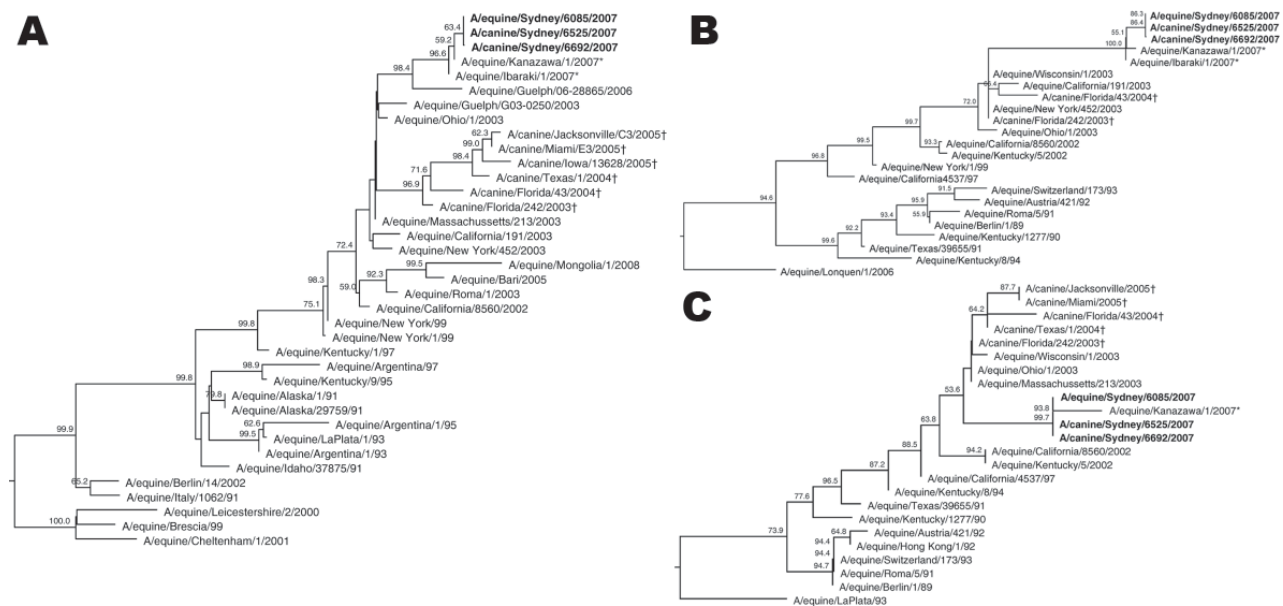 A
63.4
A/equine/Sydney/6085/2007
A/canine/Sydney/6525/2007
59.2
A/canine/Sydney/6692/2007
96.6
A/equine/Kanazawa/1/2007*
A/equine/Ibaraki/1/2007*
98.4
A/equine/Guelph/06-28865/2006
A/equine/Guelph/G03-0250/2003
A/equine/Ohio/1/2003
62.3
A/canine/Jacksonville/C3/2005†
99.0
A/canine/Miami/E3/2005†
98.4
A/canine/Iowa/13628/2005†
71.6
A/canine/Texas/1/2004†
96.9
A/canine/Florida/43/2004†
A/canine/Florida/242/2003†
A/equine/Massachussetts/213/2003
A/equine/California/191/2003
72.4
A/equine/New York/452/2003
99.5
A/equine/Mongolia/1/2008
98.3
92.3
A/equine/Bari/2005
59.0
A/equine/Roma/1/2003
75.1
A/equine/California/8560/2002
A/equine/New York/99
99.8
A/equine/New York/1/99
A/equine/Kentucky/1/97
99.8
98.9
A/equine/Argentina/97
A/equine/Kentucky/9/95
79.8
A/equine/Alaska/1/91
A/equine/Alaska/29759/91
62.6
A/equine/Argentina/1/95
99.5
A/equine/LaPlata/1/93
99.9
A/equine/Argentina/1/93
A/equine/Idaho/37875/91
65.2
A/equine/Berlin/14/2002
A/equine/Italy/1062/91
A/equine/Leicestershire/2/2000
100.0
A/equine/Brescia/99
A/equine/Cheltenham/1/2001
B
86.3
A/equine/Sydney/6085/2007
86.4
A/canine/Sydney/6525/2007
55.1
A/canine/Sydney/6692/2007
100.0
A/equine/Kanazawa/1/2007*
A/equine/Ibaraki/1/2007*
A/equine/Wisconsin/1/2003
A/equine/California/191/2003
72.0
A/canine/Florida/43/2004†
A/equine/New York/452/2003
99.7
A/canine/Florida/242/2003†
A/equine/Ohio/1/2003
99.5
93.3
A/equine/California/8560/2002
A/equine/Kentucky/5/2002
96.8
A/equine/New York/1/99
A/equine/California4537/97
94.6
91.5
A/equine/Switzerland/173/93
95.9
A/equine/Austria/421/92
93.4
55.9
A/equine/Roma/5/91
A/equine/Berlin/1/89
92.2
A/equine/Kentucky/1277/90
99.6
A/equine/Texas/39655/91
A/equine/Kentucky/8/94
A/equine/Lonquen/1/2006
C
87.7
A/canine/Jacksonville/2005†
A/canine/Miami/2005†
64.2
A/canine/Florida/43/2004†
A/canine/Texas/1/2004†
A/canine/Florida/242/2003†
A/equine/Wisconsin/1/2003
A/equine/Ohio/1/2003
53.6
A/equine/Massachussetts/213/2003
A/equine/Sydney/6085/2007
93.8
A/equine/Kanazawa/1/2007*
63.8
99.7
A/canine/Sydney/6525/2007
A/canine/Sydney/6692/2007
88.5
94.2
A/equine/California/8560/2002
A/equine/Kentucky/5/2002
87.2
A/equine/California/4537/97
A/equine/Kentucky/8/94
96.5
A/equine/Texas/39655/91
77.6
A/equine/Kentucky/1277/90
73.9
64.8
A/equine/Austria/421/92
94.4
A/equine/Hong Kong/1/92
94.4
A/equine/Switzerland/173/93
94.7
A/equine/Roma/5/91
A/equine/Berlin/1/89
A/equine/LaPlata/93